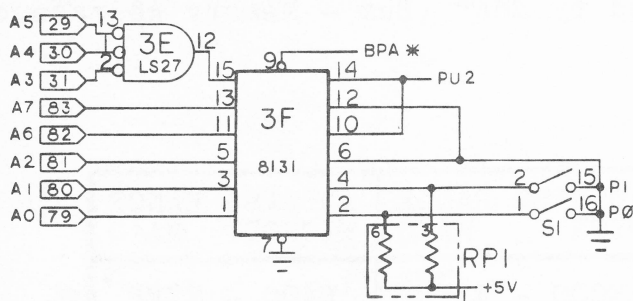 A5 29 13 3E 12 BPA *
A4 30 LS27 9
A3 31 2 15 14 PU2
A7 83 13 3F 12
A6 82 11 10
A2 81 5 8131 6
A1 80 3 4 2 15 P1
A0 79 1 2 1 16 PØ
7 S1
6 3 RP1
+5V
1